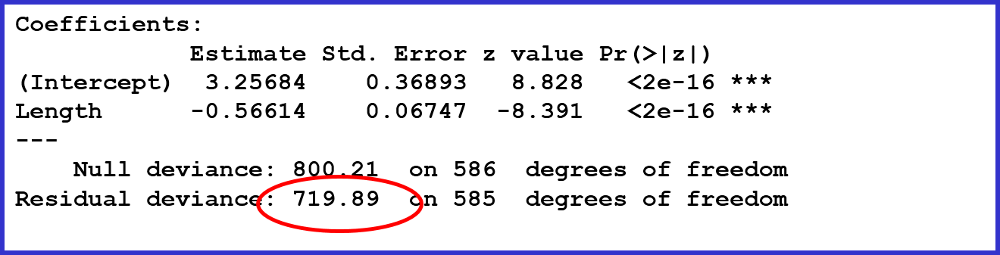 Coefficients:
Estimate Std. Error z value Pr(>|z|)
(Intercept) 3.25684 0.36893 8.828 <2e-16 ***
Length -0.56614 0.06747 -8.391 <2e-16 ***
---
Null deviance: 800.21 on 586 degrees of freedom
Residual deviance: 719.89 on 585 degrees of freedom